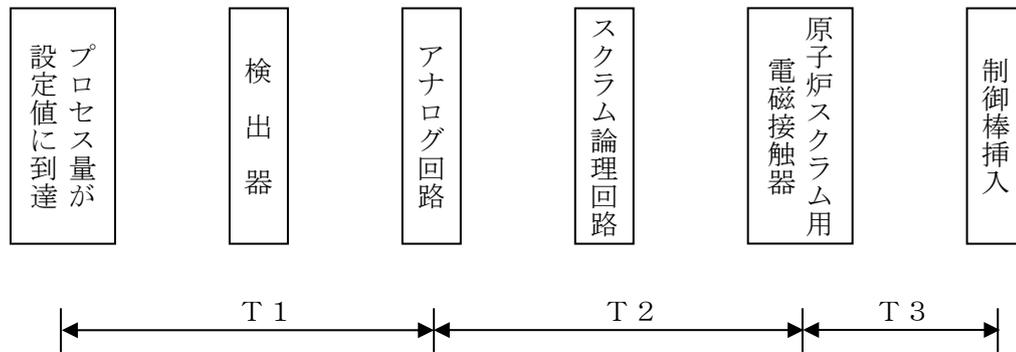 プロセス量が
設定値に到達
検出器
アナログ回路
スクラム論理回路
原子炉スクラム用
電磁接触器
制御棒挿入
Ｔ１
Ｔ２
Ｔ３